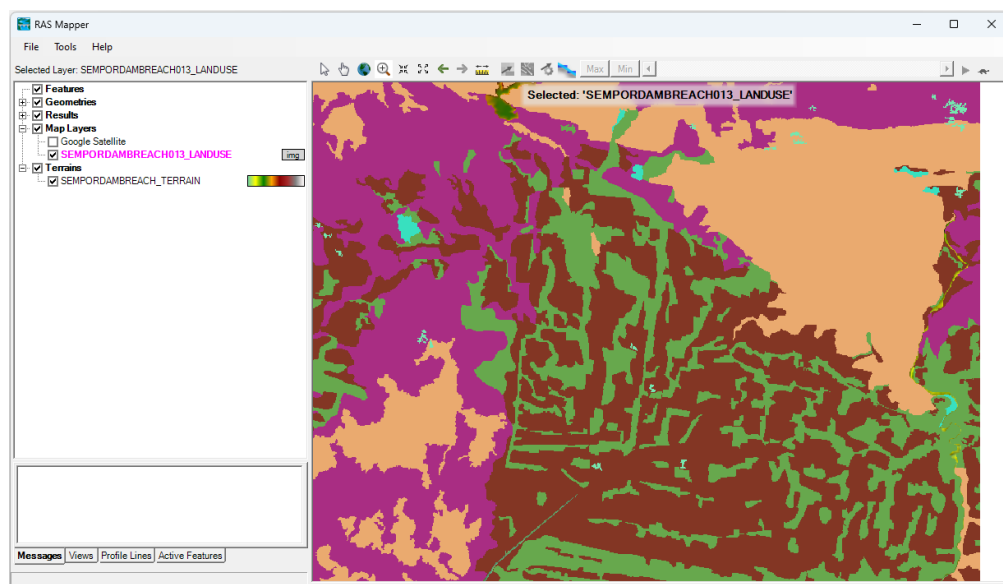 RAS Mapper
File Tools Help
Selected Layer: SEMPORDAMBREACH013_LANDUSE
Max Min
Selected: 'SEMPORDAMBREACH013_LANDUSE'
Features
Geometries
Results
Map Layers
Google Satellite
SEMPORDAMBREACH013_LANDUSE img
Terrains
SEMPORDAMBREACH_TERRAIN
Messages Views Profile Lines Active Features